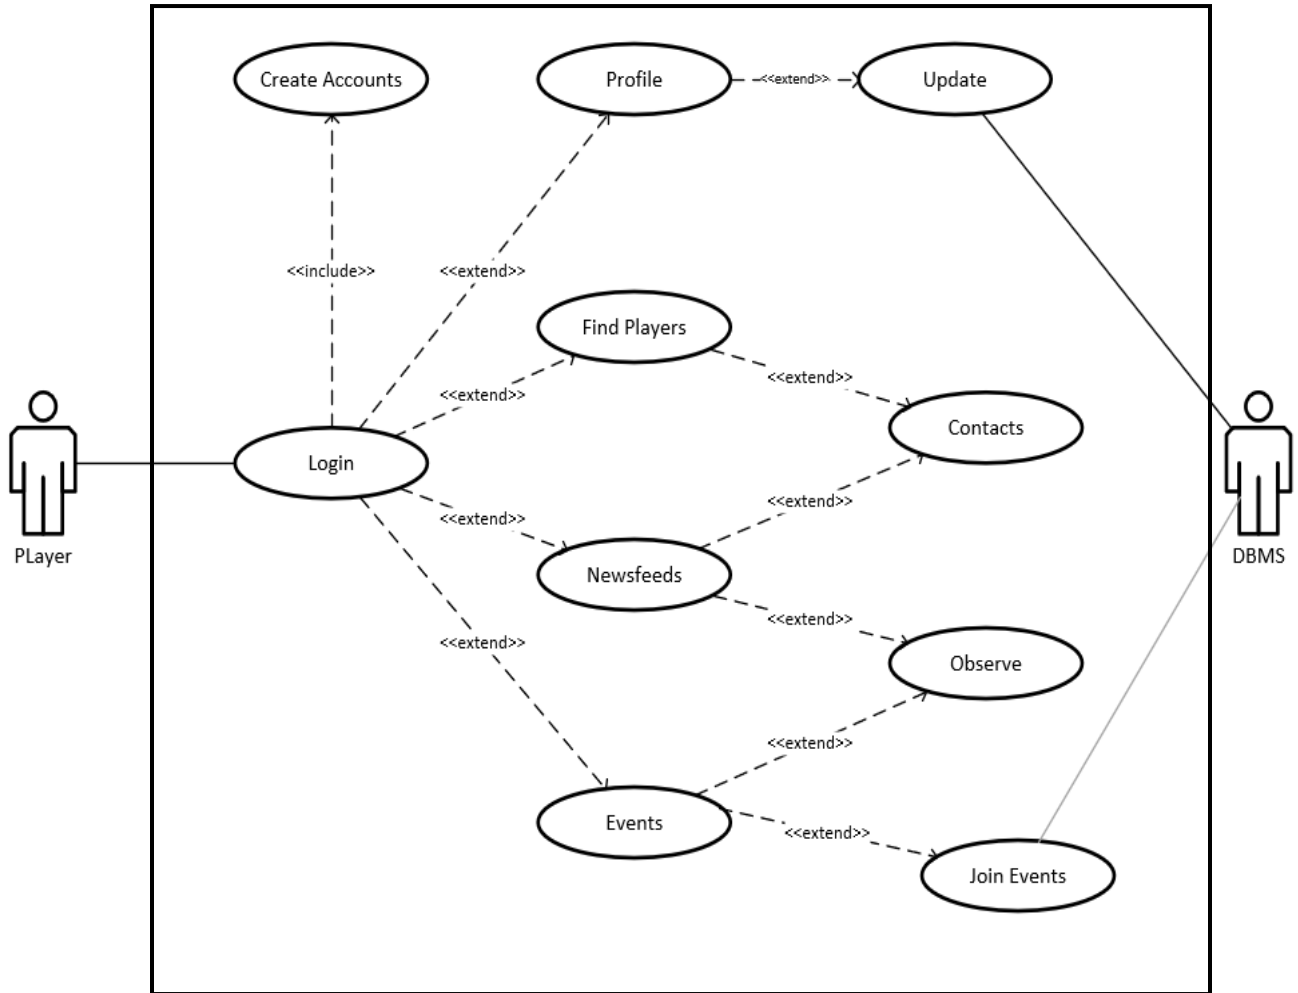 Create Accounts
Profile
<<extend>>
Update
<<include>>
<<extend>>
Find Players
<<extend>>
<<extend>>
Contacts
Login
PLayer
<<extend>>
<<extend>>
DBMS
Newsfeeds
<<extend>>
<<extend>>
Observe
<<extend>>
Events
<<extend>>
Join Events